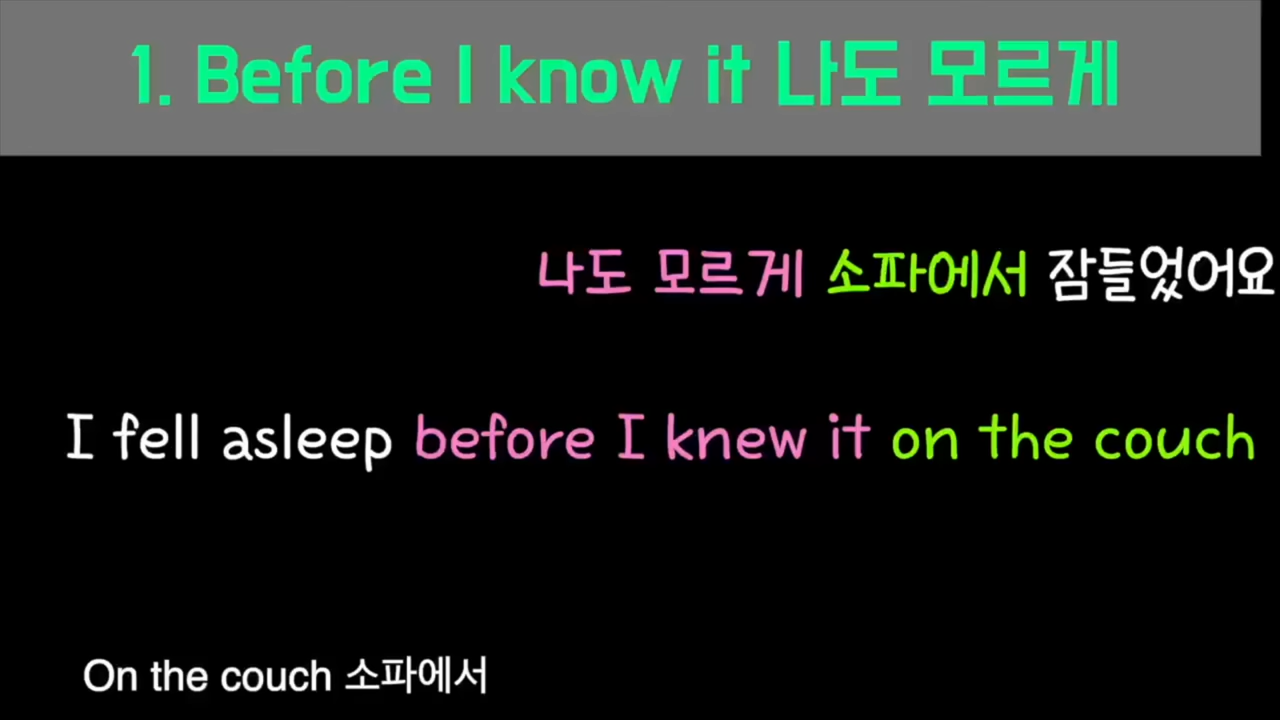 1. Before I know it 나도 모르게
나도 모르게 소파에서 잠들었어요
I fell asleep before I knew it on the couch
On the couch 소파에서